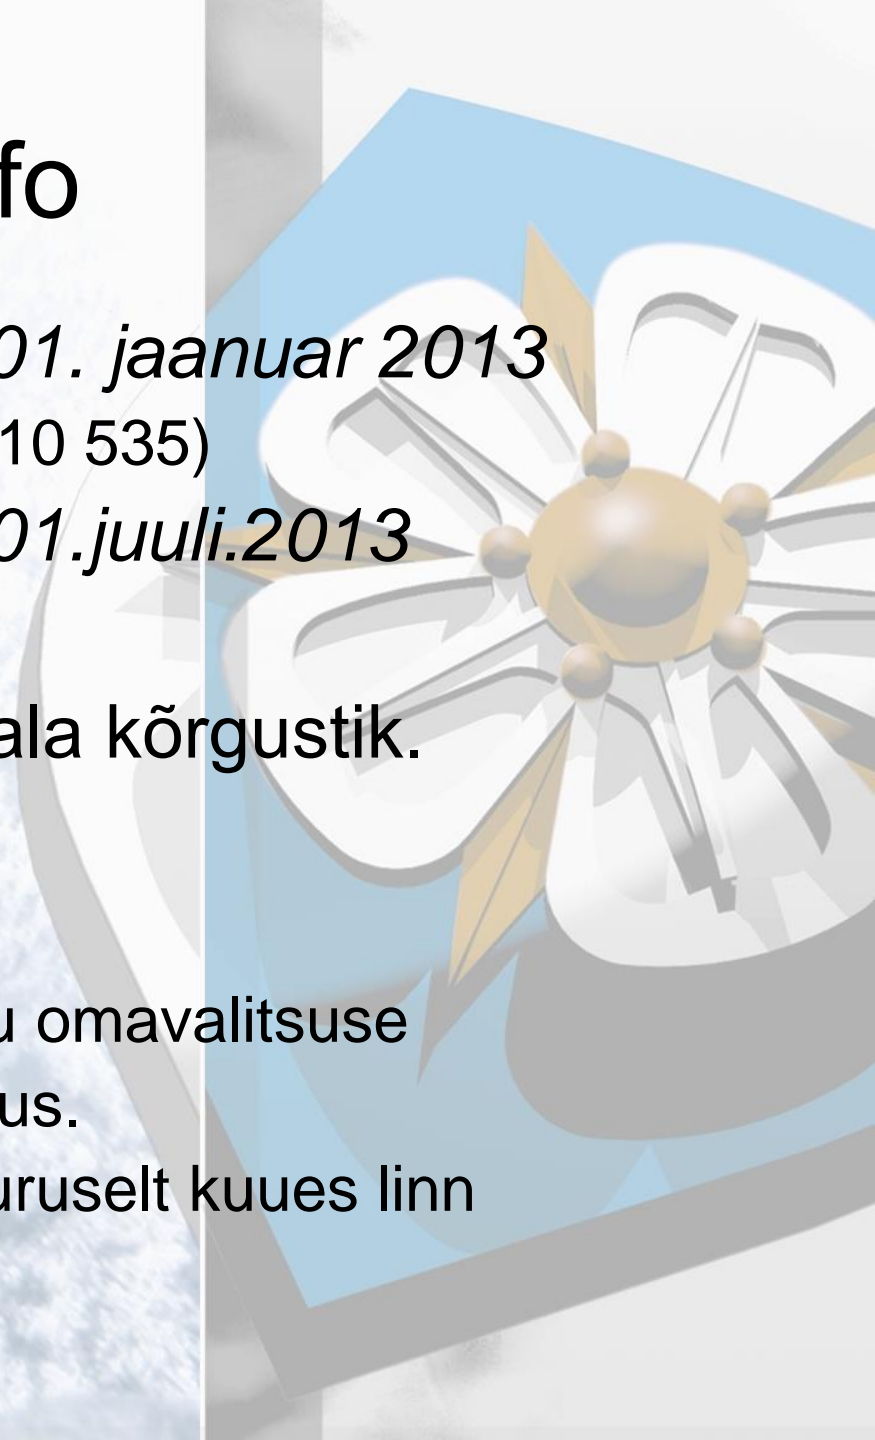 fo
01. jaanuar 2013
10 535)
01.juuli.2013
ala kõrgustik.
u omavalitsuse
us.
uruselt kuues linn